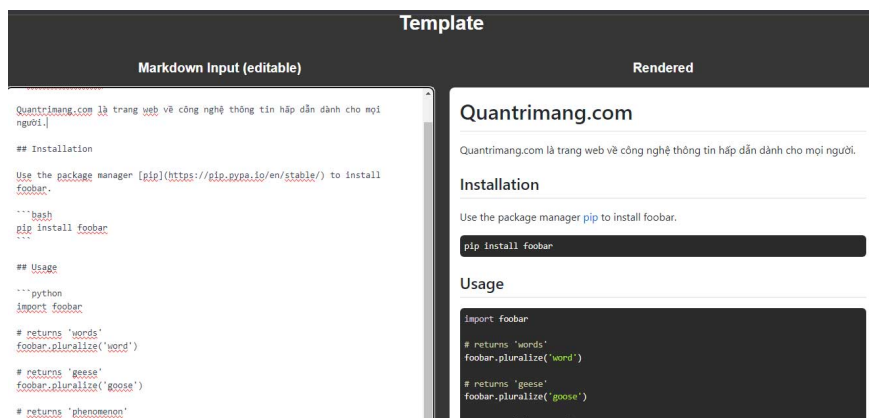 Template
Markdown Input (editable)
Rendered
Quantrimang.com là trang web về công nghệ thông tin hấp dẫn dành cho mọi
người.
## Installation
Use the package manager [pip](https://pip.pypa.io/en/stable/) to install
foobar.
```bash
pip install foobar
```
## Usage
```python
import foobar
# returns 'words'
foobar.pluralize('word')
# returns 'geese'
foobar.pluralize('goose')
# returns 'phenomenon'
Quantrimang.com
Quantrimang.com là trang web về công nghệ thông tin hấp dẫn dành cho mọi người.
Installation
Use the package manager pip to install foobar.
pip install foobar
Usage
import foobar
# returns 'words'
foobar.pluralize('word')
# returns 'geese'
foobar.pluralize('goose')